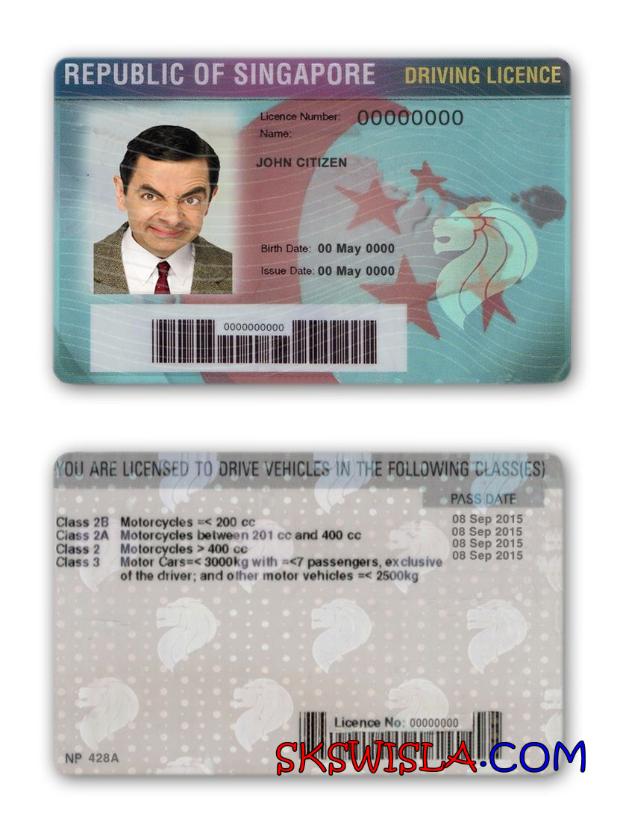 REPUBLIC OF SINGAPORE DRIVING LICENCE
Licence Number: 00000000
Name:
JOHN CITIZEN
Birth Date: 00 May 0000
Issue Date: 00 May 0000
0000000000
YOU ARE LICENSED TO DRIVE VEHICLES IN THE FOLLOWING CLASS(ES)
PASS DATE
Class 2B Motorcycles =< 200 cc 08 Sep 2015
Class 2A Motorcycles between 201 cc and 400 cc 08 Sep 2015
Class 2 Motorcycles > 400 cc 08 Sep 2015
Class 3 Motor Cars=< 3000kg with =<7 passengers, exclusive 08 Sep 2015
of the driver; and other motor vehicles =< 2500kg
Licence No: 00000000
NP 428A
SKSWISLA.COM